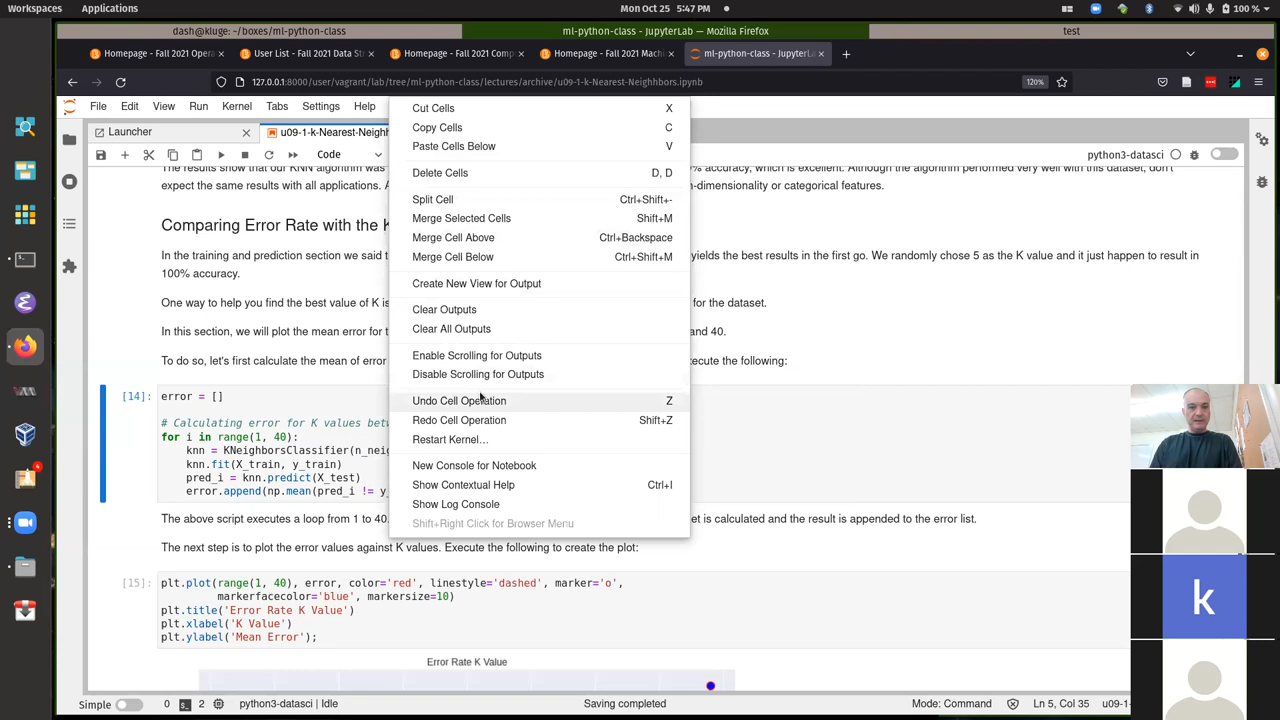 Workspaces
Applications
Mon Oct 25 5:47 PM
100 %
dash@kluge: ~/boxes/ml-python-class
ml-python-class - JupyterLab — Mozilla Firefox
test
Homepage - Fall 2021 Opera
User List - Fall 2021 Data St
Homepage - Fall 2021 Comp
Homepage - Fall 2021 Machi
ml-python-class - JupyterLab
127.0.0.1:8000/user/vagrant/lab/tree/ml-python-class/lectures/archive/u09-1-k-Nearest-Neighbors.ipynb
120%
File Edit View Run Kernel Tabs Settings Help
Launcher
u09-1-k-Nearest-Neighb
Code
python3-datasci
The results show that our KNN algorithm was
% accuracy, which is excellent. Although the algorithm performed very well with this dataset, don't
expect the same results with all applications. A
n-dimensionality or categorical features.
Comparing Error Rate with the K
In the training and prediction section we said t
yields the best results in the first go. We randomly chose 5 as the K value and it just happen to result in
100% accuracy.
One way to help you find the best value of K is
for the dataset.
In this section, we will plot the mean error for t
and 40.
To do so, let's first calculate the mean of error
ecute the following:
[14]:
error = []
# Calculating error for K values betw
for i in range(1, 40):
knn = KNeighborsClassifier(n_neig
knn.fit(X_train, y_train)
pred_i = knn.predict(X_test)
error.append(np.mean(pred_i != y_
The above script executes a loop from 1 to 40.
et is calculated and the result is appended to the error list.
The next step is to plot the error values against K values. Execute the following to create the plot:
[15]:
plt.plot(range(1, 40), error, color='red', linestyle='dashed', marker='o',
markerfacecolor='blue', markersize=10)
plt.title('Error Rate K Value')
plt.xlabel('K Value')
plt.ylabel('Mean Error');
Error Rate K Value
Cut Cells X
Copy Cells C
Paste Cells Below V
Delete Cells D, D
Split Cell Ctrl+Shift+-
Merge Selected Cells Shift+M
Merge Cell Above Ctrl+Backspace
Merge Cell Below Ctrl+Shift+M
Create New View for Output
Clear Outputs
Clear All Outputs
Enable Scrolling for Outputs
Disable Scrolling for Outputs
Undo Cell Operation Z
Redo Cell Operation Shift+Z
Restart Kernel…
New Console for Notebook
Show Contextual Help Ctrl+I
Show Log Console
Shift+Right Click for Browser Menu
4
k
Simple
0
2
python3-datasci | Idle
Saving completed
Mode: Command
Ln 5, Col 35
u09-1